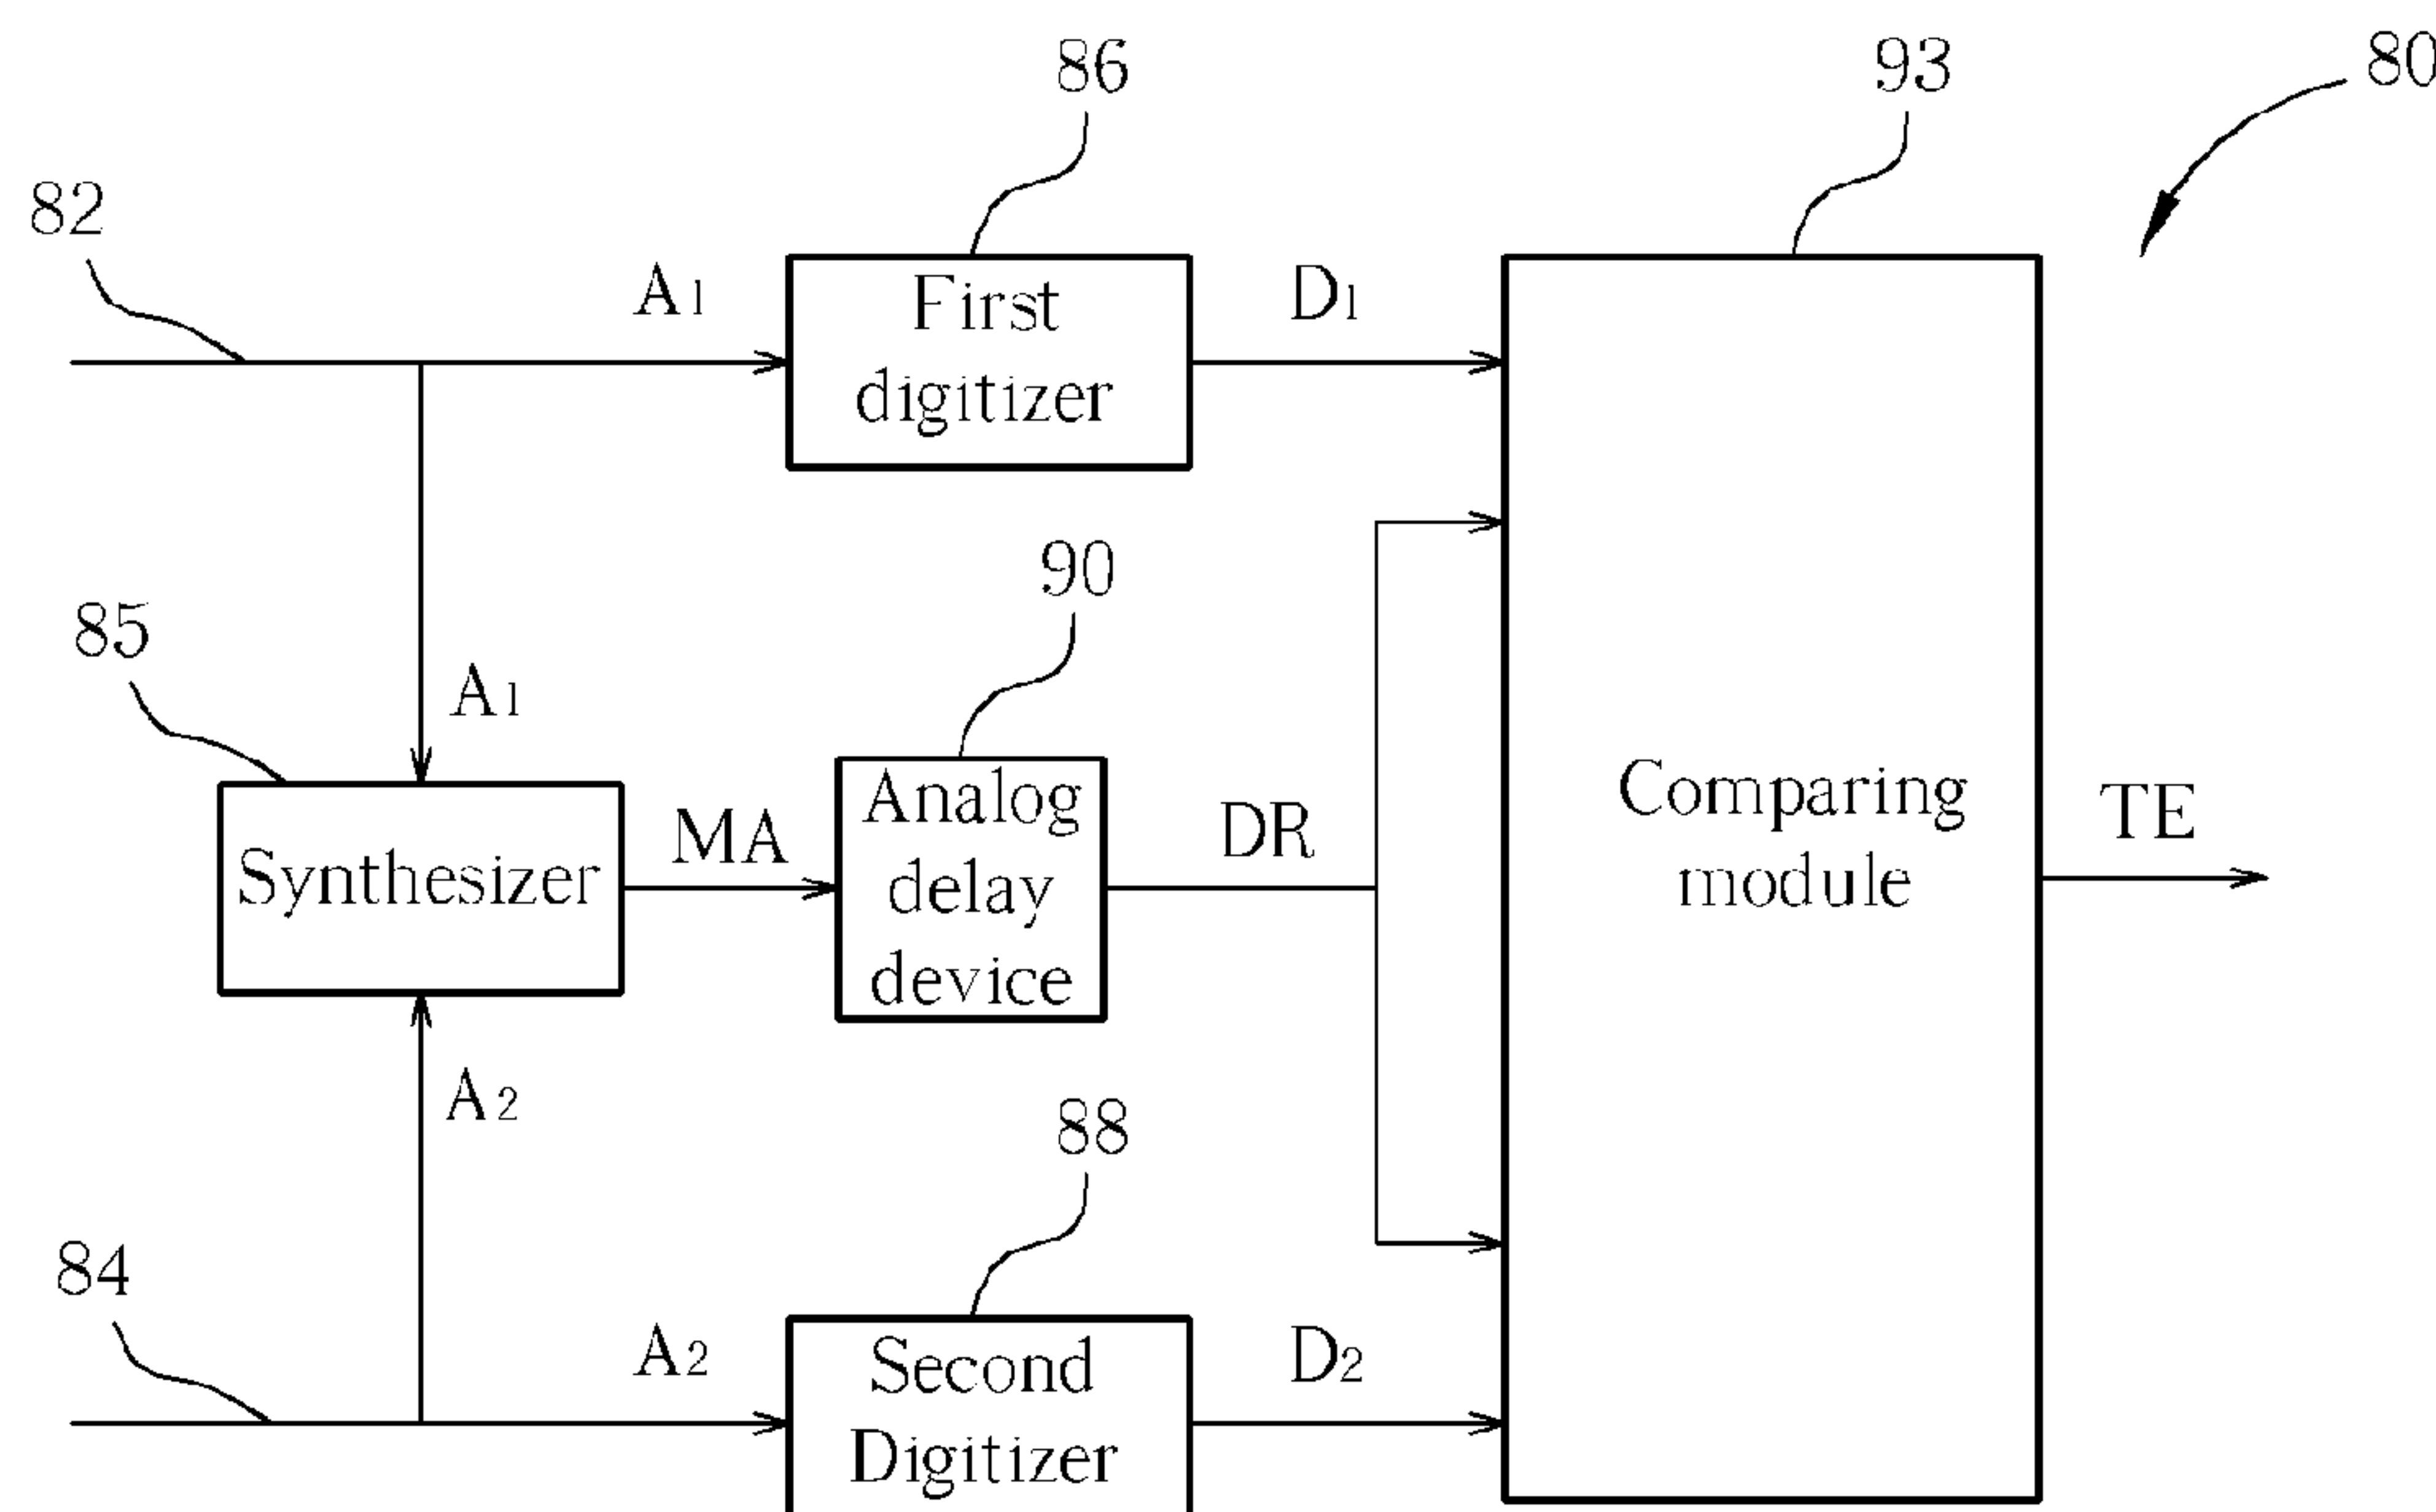 86
93
80
82
A1
First
digitizer
D1
90
85
A1
Synthesizer
MA
Analog
delay
device
DR
Comparing
module
TE
A2
88
84
A2
Second
Digitizer
D2